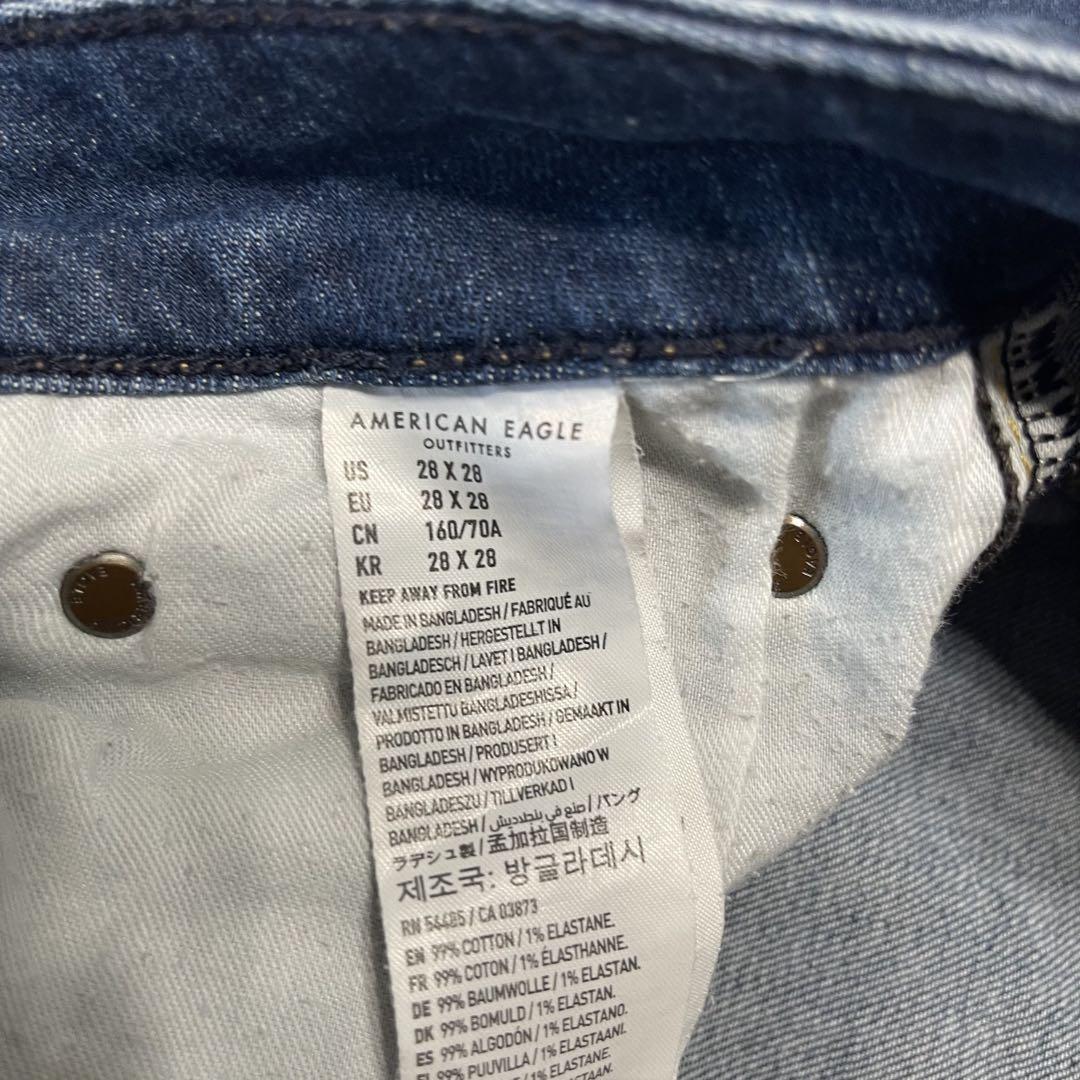 AMERICAN EAGLE
OUTFITTERS
US 28 X 28
EU 28 X 28
CN 160/70A
KR 28 X 28
KEEP AWAY FROM FIRE
MADE IN BANGLADESH / FABRIQUÉ AU
BANGLADESH / HERGESTELLT IN
BANGLADESCH / LAVET I BANGLADESH /
FABRICADO EN BANGLADESH /
VALMISTETTU BANGLADESHISSA /
PRODOTTO IN BANGLADESH / GEMAAKT IN
BANGLADESH / PRODUSERT I
BANGLADESH / WYPRODUKOWANO W
BANGLADESZU / TILLVERKAD I
BANGLADESH / صنع في بنجلاديش / バング
ラデシュ製 / 孟加拉国制造
제조국: 방글라데시
RN 54485 / CA 03873
EN 99% COTTON / 1% ELASTANE.
FR 99% COTON / 1% ÉLASTHANNE.
DE 99% BAUMWOLLE / 1% ELASTAN.
DK 99% BOMULD / 1% ELASTAN.
ES 99% ALGODÓN / 1% ELASTANO.
FI 99% PUUVILLA / 1% ELASTAANI.
ELASTANE.